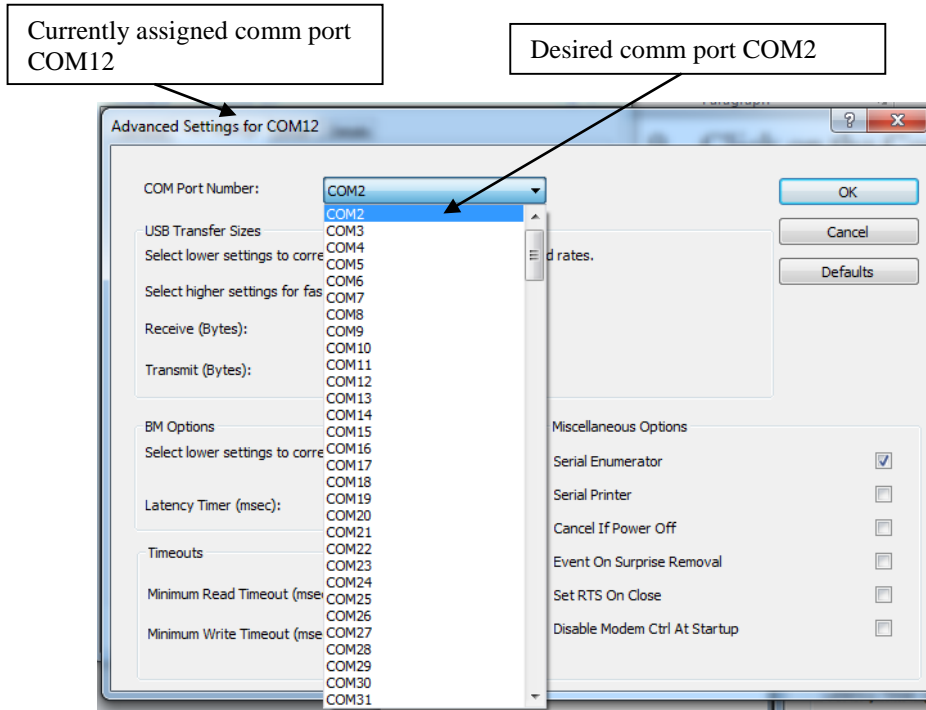 Currently assigned comm port
COM12
Desired comm port COM2
Advanced Settings for COM12
COM Port Number:
COM2
OK
Cancel
Defaults
USB Transfer Sizes
Select lower settings to corre
d rates.
Select higher settings for fas
Receive (Bytes):
Transmit (Bytes):
BM Options
Select lower settings to corre
Latency Timer (msec):
Timeouts
Minimum Read Timeout (mse
Minimum Write Timeout (mse
COM2
COM3
COM4
COM5
COM6
COM7
COM8
COM9
COM10
COM11
COM12
COM13
COM14
COM15
COM16
COM17
COM18
COM19
COM20
COM21
COM22
COM23
COM24
COM25
COM26
COM27
COM28
COM29
COM30
COM31
Miscellaneous Options
Serial Enumerator
Serial Printer
Cancel If Power Off
Event On Surprise Removal
Set RTS On Close
Disable Modem Ctrl At Startup